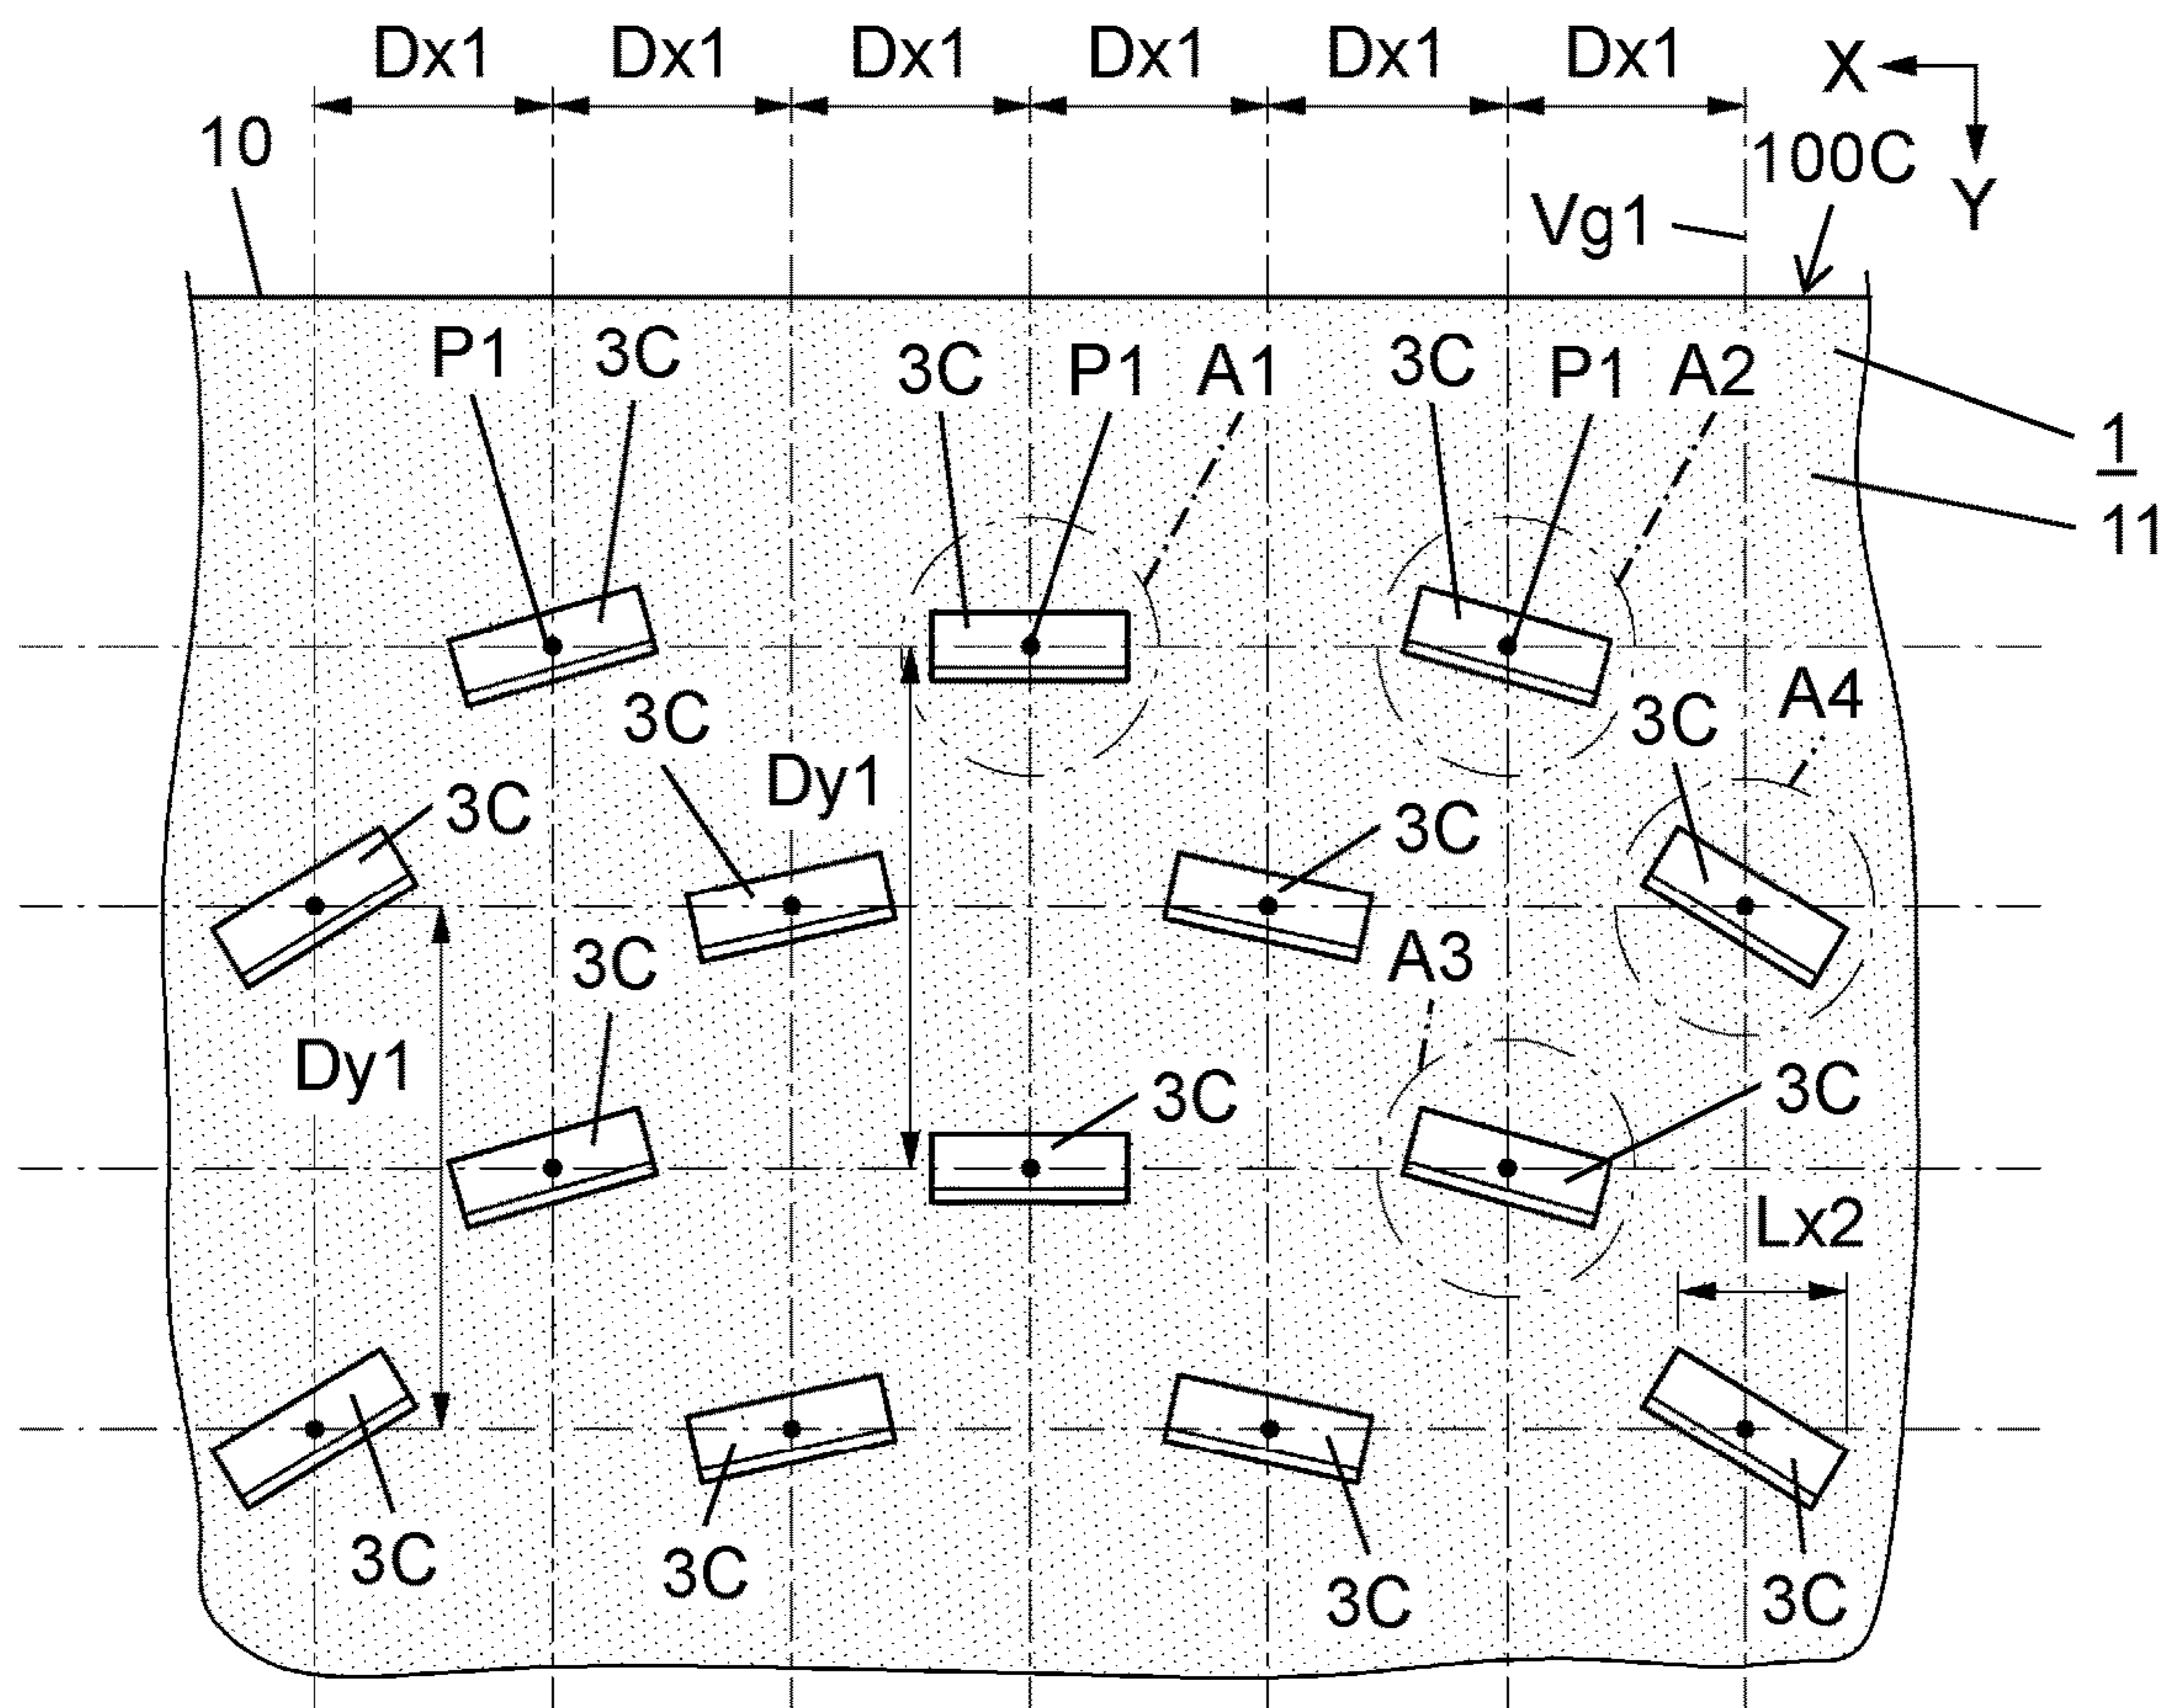 Dx1 Dx1 Dx1 Dx1 Dx1 Dx1 X
10 100C
Vg1 Y
P1 3C 3C P1 A1 3C P1 A2
1
11
3C 3C A4
3C Dy1 3C
3C A3
Dy1 3C 3C
Lx2
3C 3C 3C 3C